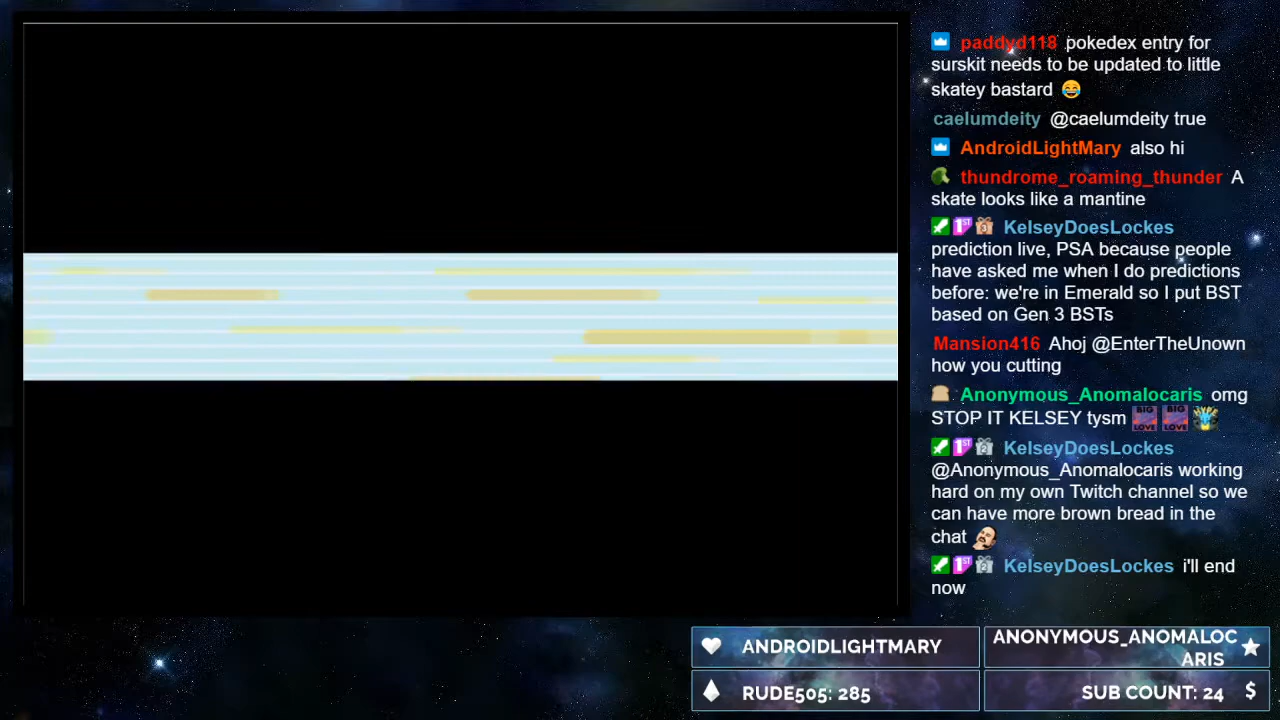 paddyd118 pokedex entry for
surskit needs to be updated to little
skatey bastard 😂
caelumdeity @caelumdeity true
AndroidLightMary also hi
thundrome_roaming_thunder A
skate looks like a mantine
KelseyDoesLockes
prediction live, PSA because people
have asked me when I do predictions
before: we're in Emerald so I put BST
based on Gen 3 BSTs
Mansion416 Ahoj @EnterTheUnown
how you cutting
Anonymous_Anomalocaris omg
STOP IT KELSEY tysm BIG LOVE BIG LOVE
KelseyDoesLockes
@Anonymous_Anomalocaris working
hard on my own Twitch channel so we
can have more brown bread in the
chat
KelseyDoesLockes i'll end
now
ANDROIDLIGHTMARY
ANONYMOUS_ANOMALOC
ARIS
RUDE505: 285
SUB COUNT: 24 $